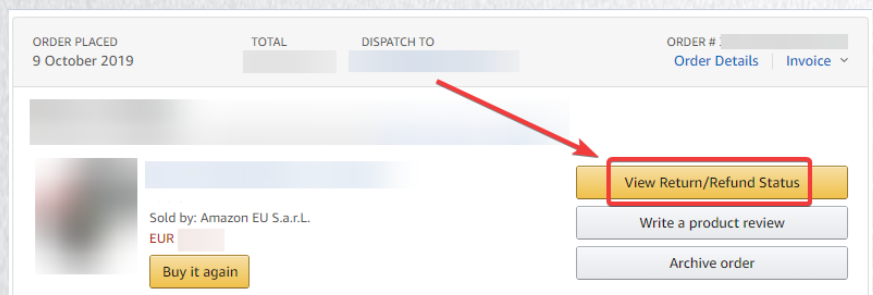 ORDER PLACED TOTAL DISPATCH TO ORDER #
9 October 2019 Order Details Invoice
View Return/Refund Status
Sold by: Amazon EU S.a.r.L.
Write a product review
EUR
Buy it again
Archive order